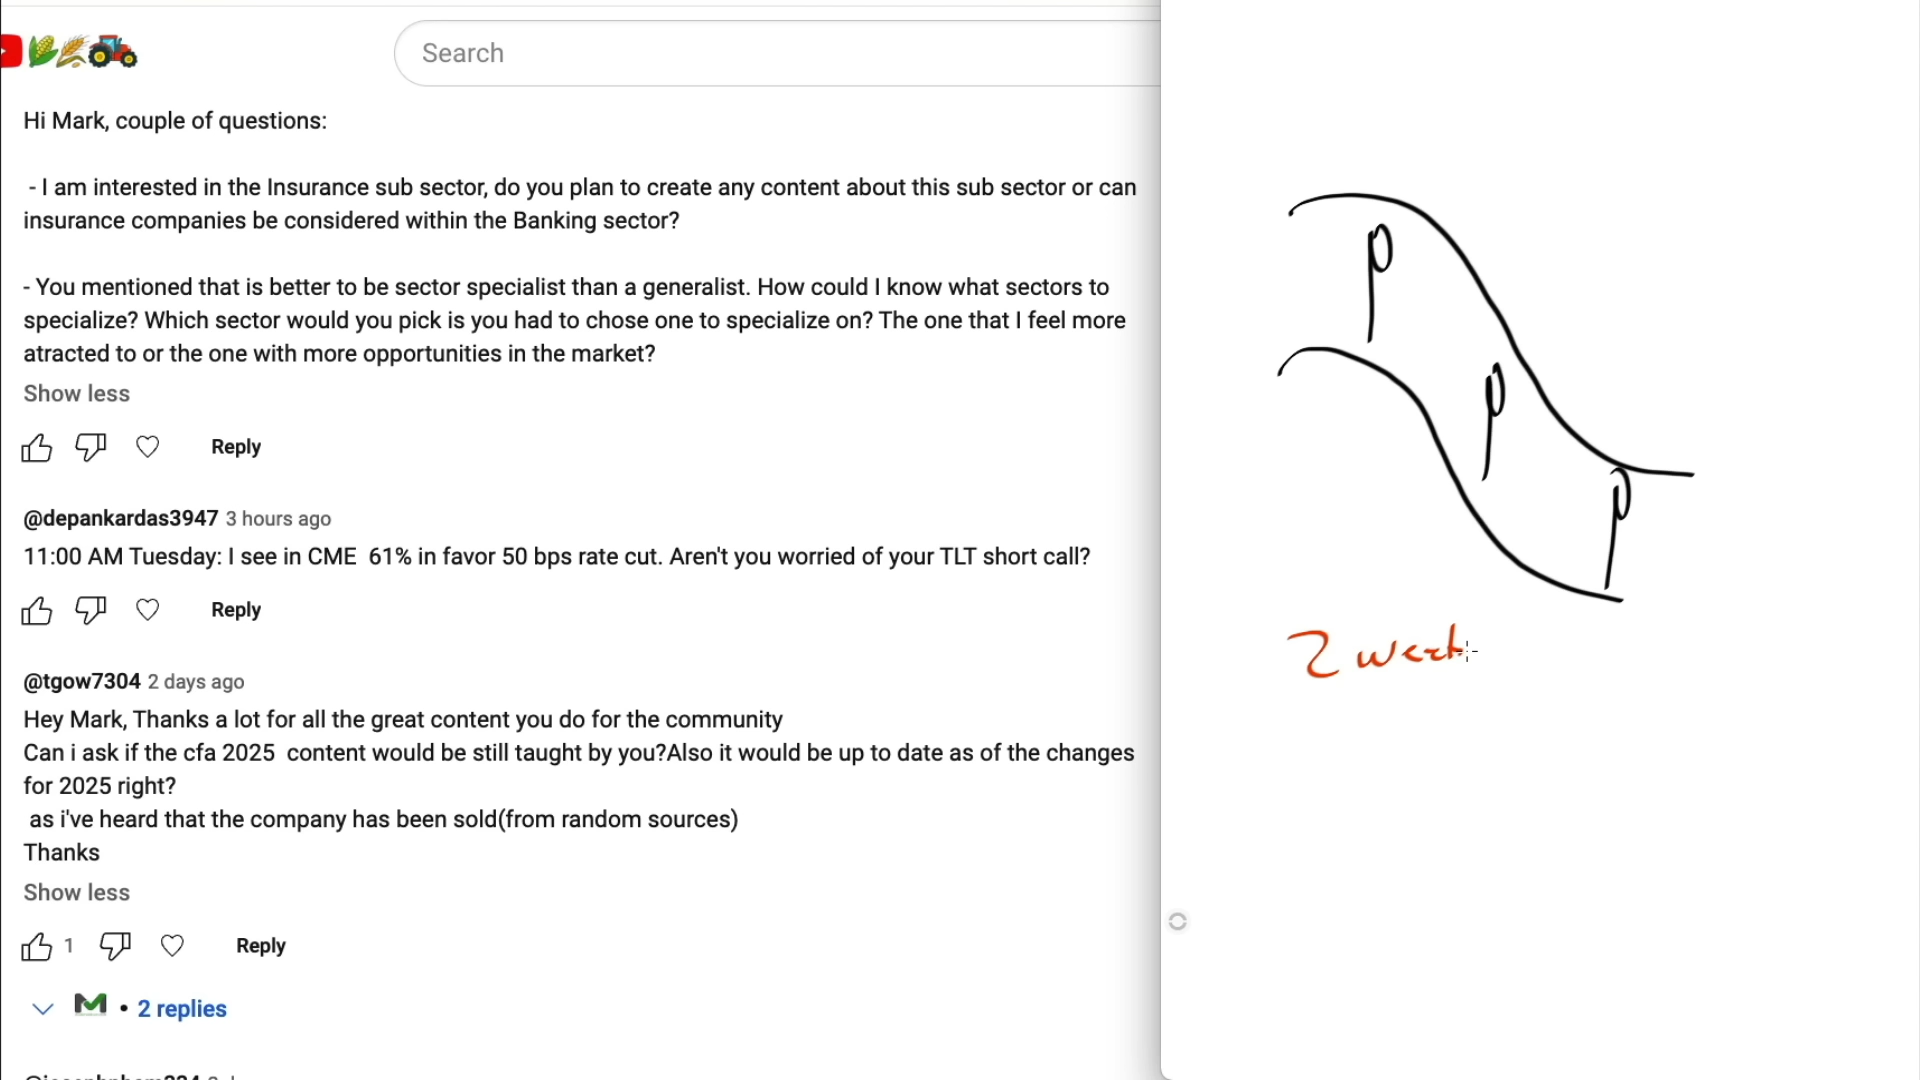 Search
Hi Mark, couple of questions:
- I am interested in the Insurance sub sector, do you plan to create any content about this sub sector or can
insurance companies be considered within the Banking sector?
- You mentioned that is better to be sector specialist than a generalist. How could I know what sectors to
specialize? Which sector would you pick is you had to chose one to specialize on? The one that I feel more
atracted to or the one with more opportunities in the market?
Show less
Reply
@depankardas3947 3 hours ago
11:00 AM Tuesday: I see in CME 61% in favor 50 bps rate cut. Aren't you worried of your TLT short call?
Reply
@tgow7304 2 days ago
Hey Mark, Thanks a lot for all the great content you do for the community
Can i ask if the cfa 2025 content would be still taught by you?Also it would be up to date as of the changes
for 2025 right?
as i've heard that the company has been sold(from random sources)
Thanks
Show less
1 Reply
• 2 replies
P
P
P
2 week